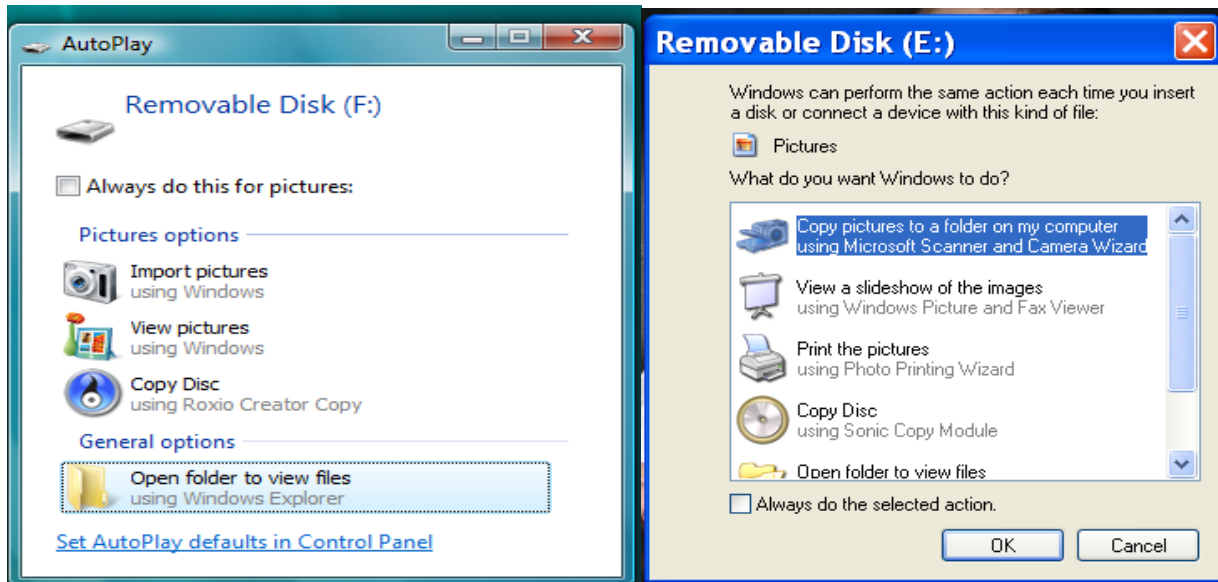 AutoPlay
Removable Disk (F:)
Always do this for pictures:
Pictures options
Import pictures
using Windows
View pictures
using Windows
Copy Disc
using Roxio Creator Copy
General options
Open folder to view files
using Windows Explorer
Set AutoPlay defaults in Control Panel
Removable Disk (E:)
Windows can perform the same action each time you insert
a disk or connect a device with this kind of file:
Pictures
What do you want Windows to do?
Copy pictures to a folder on my computer
using Microsoft Scanner and Camera Wizard
View a slideshow of the images
using Windows Picture and Fax Viewer
Print the pictures
using Photo Printing Wizard
Copy Disc
using Sonic Copy Module
Open folder to view files
Always do the selected action.
OK
Cancel